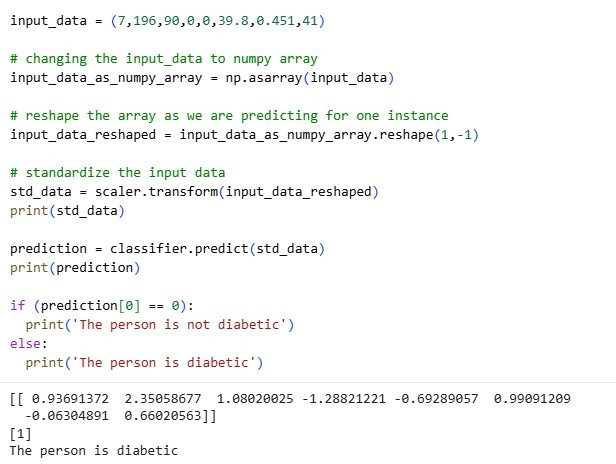 input_data = (7,196,90,0,0,39.8,0.451,41)
# changing the input_data to numpy array
input_data_as_numpy_array = np.asarray(input_data)
# reshape the array as we are predicting for one instance
input_data_reshaped = input_data_as_numpy_array.reshape(1,-1)
# standardize the input data
std_data = scaler.transform(input_data_reshaped)
print(std_data)
prediction = classifier.predict(std_data)
print(prediction)
if (prediction[0] == 0):
  print('The person is not diabetic')
else:
  print('The person is diabetic')
[[ 0.93691372  2.35058677  1.08020025 -1.28821221 -0.69289057  0.99091209
  -0.06304891  0.66020563]]
[1]
The person is diabetic